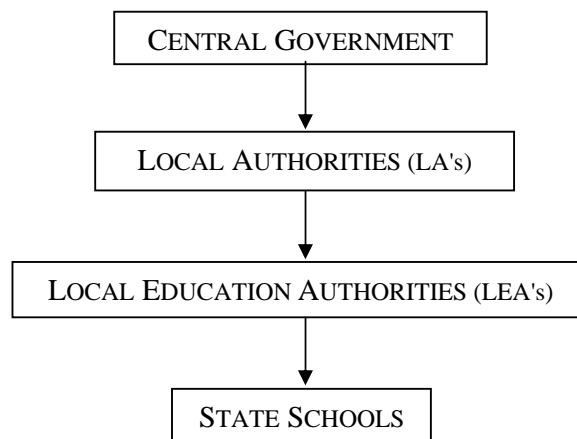 CENTRAL GOVERNMENT
LOCAL AUTHORITIES (LA's)
LOCAL EDUCATION AUTHORITIES (LEA's)
STATE SCHOOLS